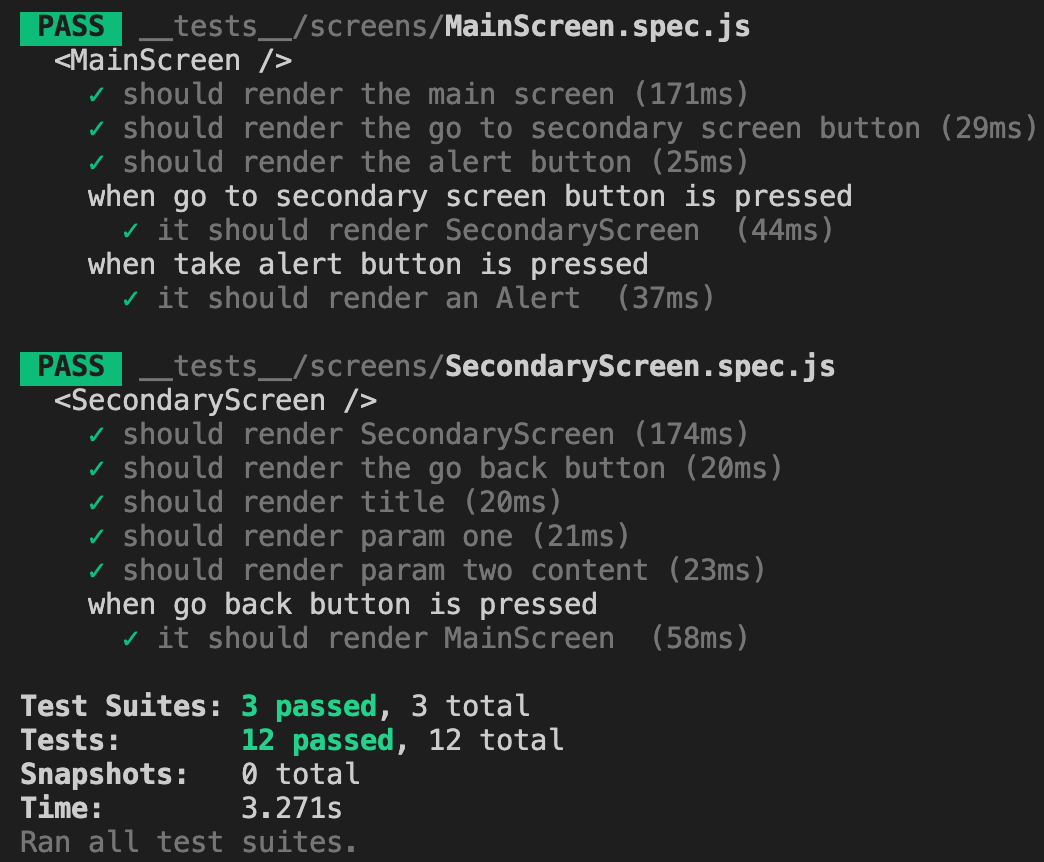 PASS __tests__/screens/MainScreen.spec.js
<MainScreen />
✓ should render the main screen (171ms)
✓ should render the go to secondary screen button (29ms)
✓ should render the alert button (25ms)
when go to secondary screen button is pressed
✓ it should render SecondaryScreen  (44ms)
when take alert button is pressed
✓ it should render an Alert  (37ms)
PASS __tests__/screens/SecondaryScreen.spec.js
<SecondaryScreen />
✓ should render SecondaryScreen (174ms)
✓ should render the go back button (20ms)
✓ should render title (20ms)
✓ should render param one (21ms)
✓ should render param two content (23ms)
when go back button is pressed
✓ it should render MainScreen  (58ms)
Test Suites: 3 passed, 3 total
Tests:       12 passed, 12 total
Snapshots:   0 total
Time:        3.271s
Ran all test suites.